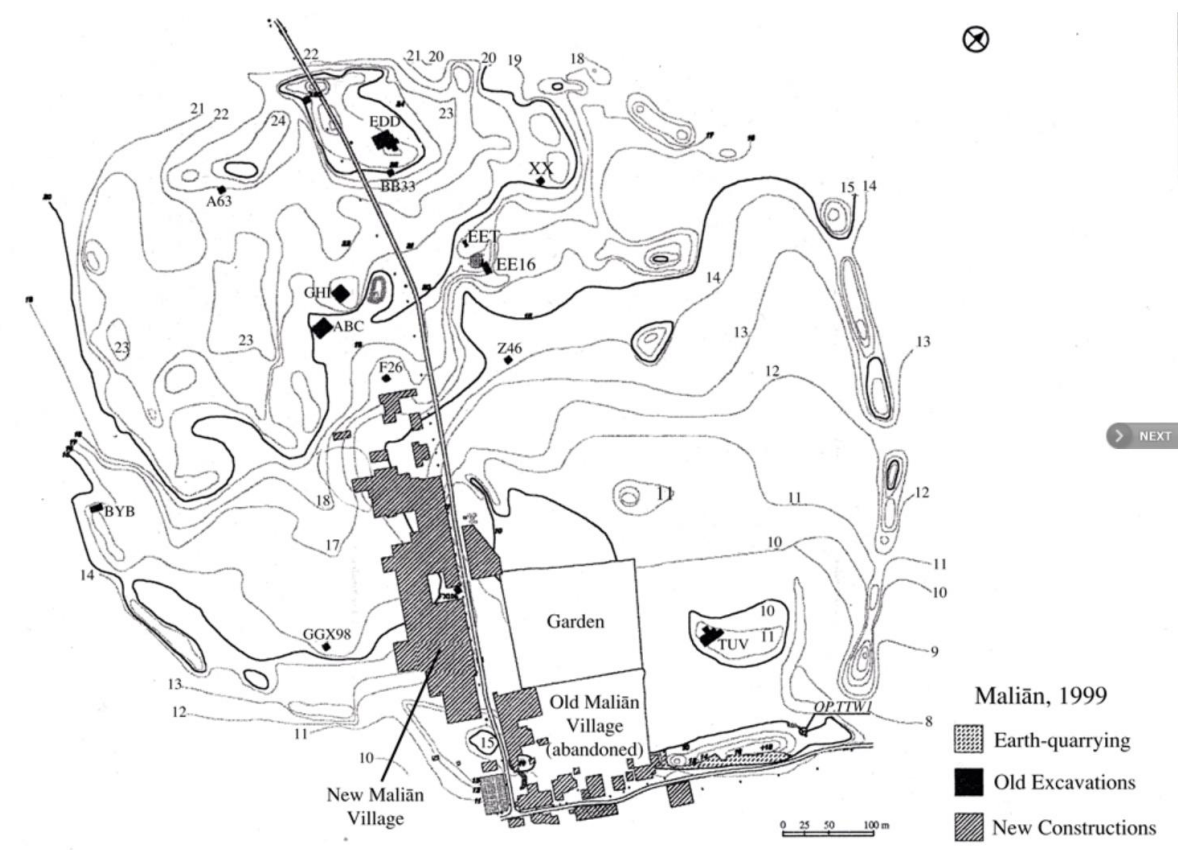 22
21 20
20
19
18
21
22
24
23
EDD
BB33
A63
XX
15 14
EET
EE16
GHI
ABC
14
13
13
12
23
23
F26
Z46
18
17
11
11
12
BYB
10
11
10
14
Garden
10
11
TUV
GGX98
9
13
12
11
10
15
Old Maliān
Village
(abandoned)
OP.TTW1
8
New Maliān
Village
Maliān, 1999
Earth-quarrying
Old Excavations
New Constructions
0 25 50 100 m
NEXT